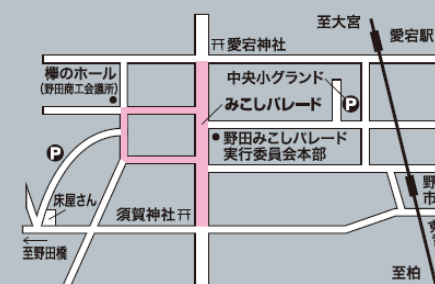 至大宮
愛宕駅
愛宕神社
欅のホール
(野田商工会議所)
中央小グランド
P
みこしパレード
野田みこしパレード
実行委員会本部
P
床屋さん
須賀神社
野
市
至野田橋
至柏